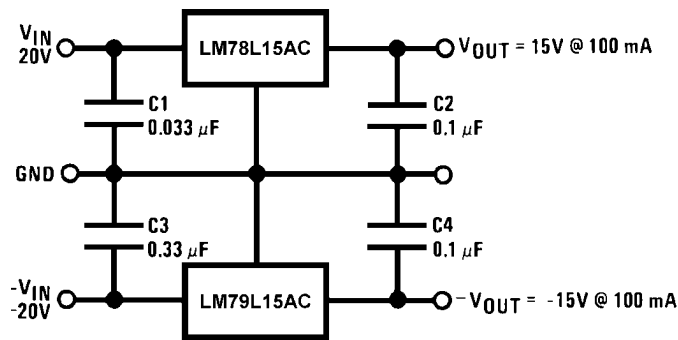 VIN
20V
LM78L15AC
VOUT = 15V @ 100 mA
C1
0.033 µF
C2
0.1 µF
GND
C3
0.33 µF
C4
0.1 µF
-VIN
-20V
LM79L15AC
-VOUT = -15V @ 100 mA